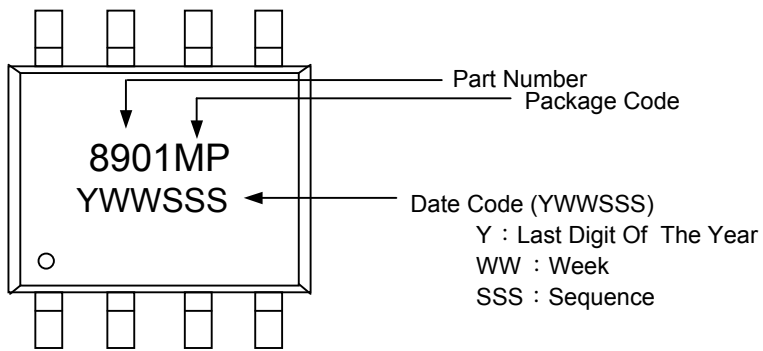 Part Number
Package Code
8901MP
YWWSSS
Date Code (YWWSSS)
Y：Last Digit Of The Year
WW：Week
SSS：Sequence